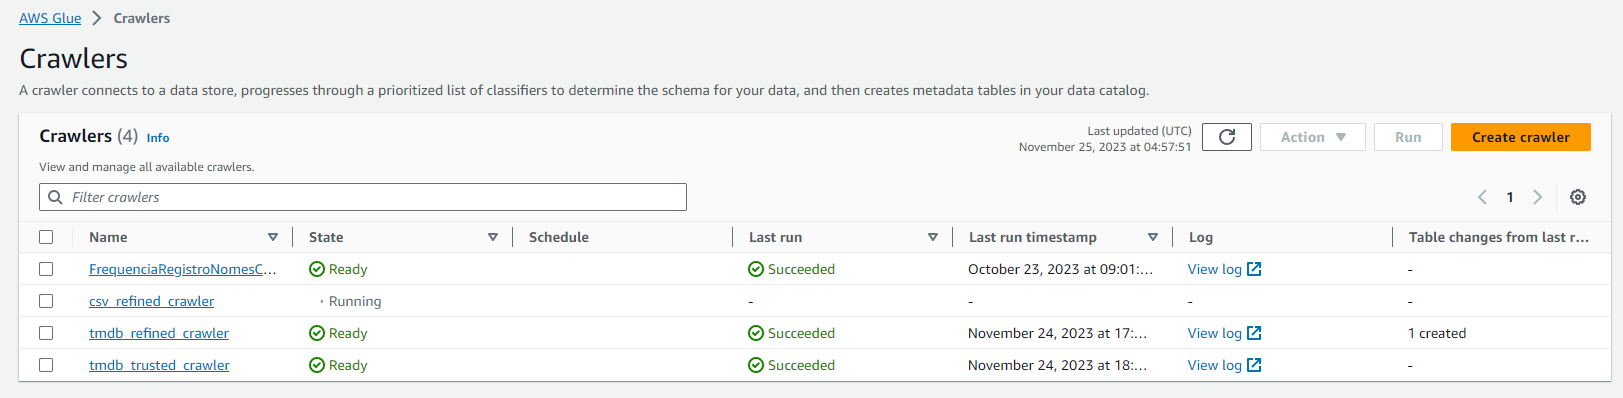 AWS Glue > Crawlers
Crawlers
A crawler connects to a data store, progresses through a prioritized list of classifiers to determine the schema for your data, and then creates metadata tables in your data catalog.
Crawlers (4) Info
Last updated (UTC)
November 25, 2023 at 04:57:51
Action
Run
Create crawler
View and manage all available crawlers.
Filter crawlers
1
Name State Schedule Last run Last run timestamp Log Table changes from last r...
FrequenciaRegistroNomesC... Ready Succeeded October 23, 2023 at 09:01:... View log -
csv_refined_crawler Running - - - -
tmdb_refined_crawler Ready Succeeded November 24, 2023 at 17:... View log 1 created
tmdb_trusted_crawler Ready Succeeded November 24, 2023 at 18:... View log -